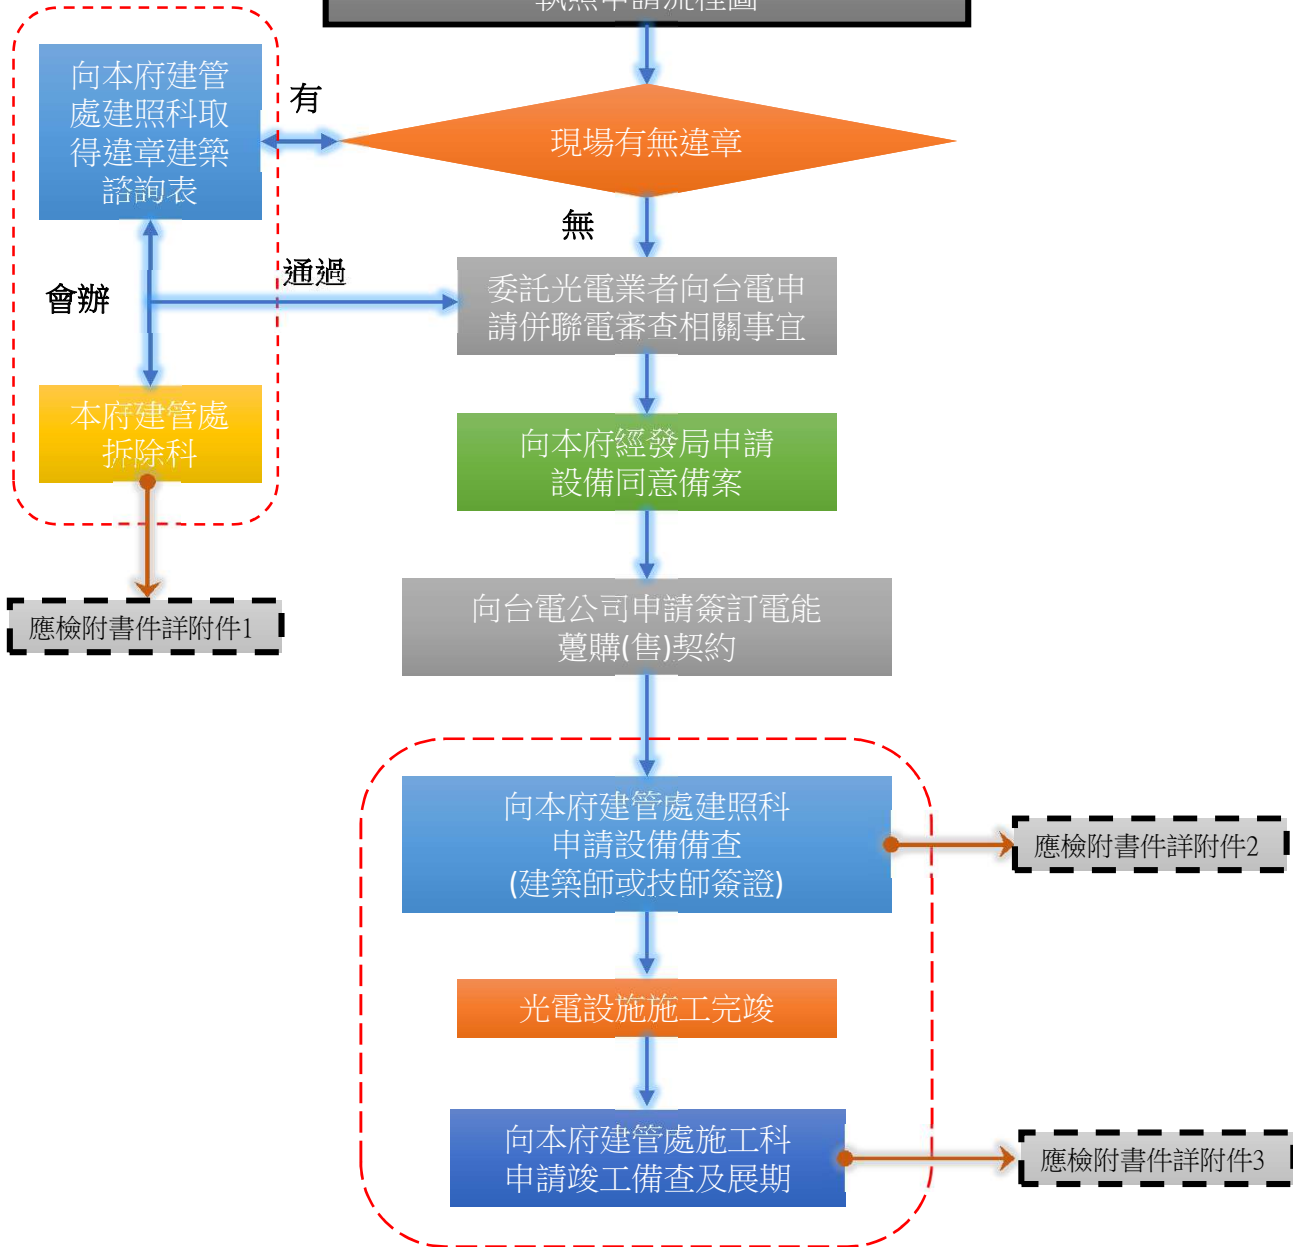 執照申請流程圖
向本府建管
處建照科取
得違章建築
諮詢表
有
現場有無違章
無
通過
會辦
委託光電業者向台電申
請併聯電審查相關事宜
本府建管處
拆除科
向本府經發局申請
設備同意備案
應檢附書件詳附件1
向台電公司申請簽訂電能
躉購(售)契約
向本府建管處建照科
申請設備備查
(建築師或技師簽證)
應檢附書件詳附件2
光電設施施工完竣
向本府建管處施工科
申請竣工備查及展期
應檢附書件詳附件3